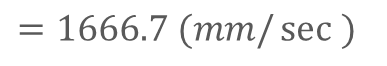 = 1666.7 (mm/ sec )